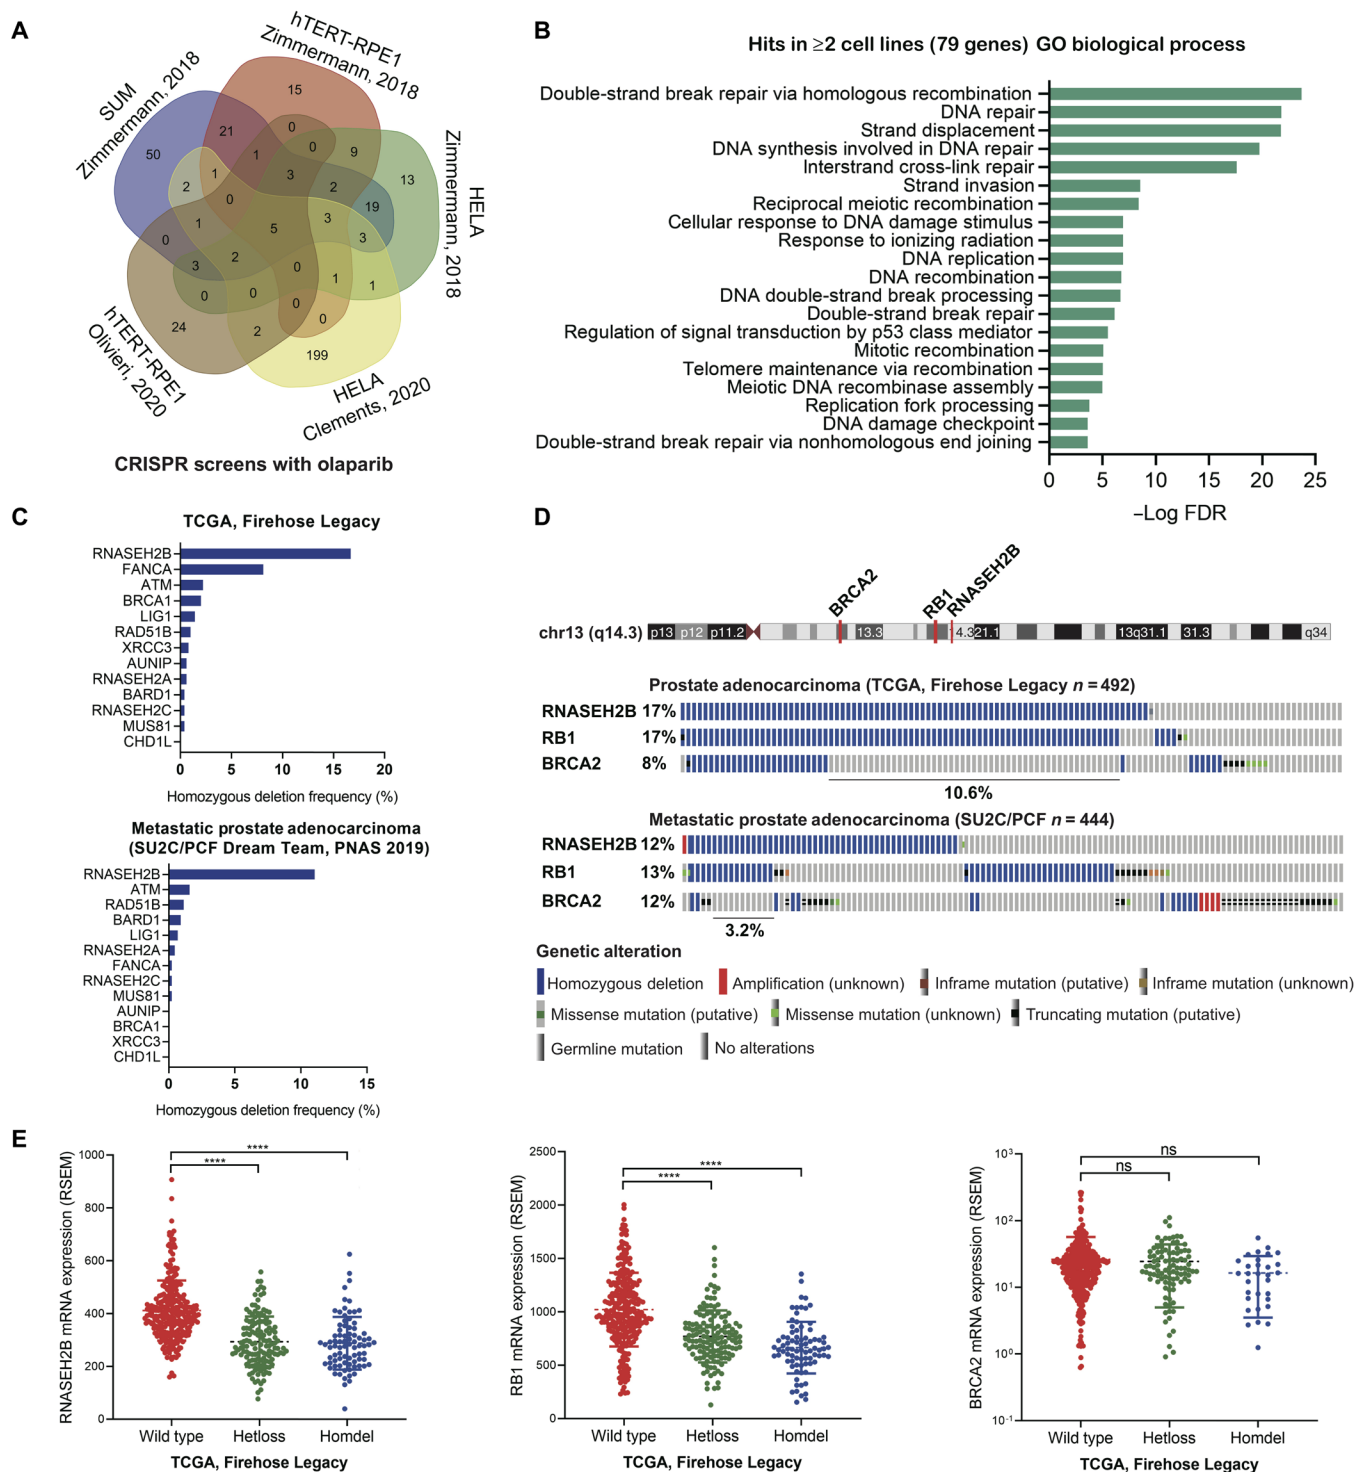 A
hTERT-RPE1
Zimmermann, 2018
SUM
Zimmermann, 2018
HELA
Zimmermann, 2018
hTERT-RPE1
Olivieri, 2020
HELA
Clements, 2020
15
0
21
0
9
50
1
13
1
3
2
2
0
19
1
5
3
0
3
2
3
0
1
1
0
0
0
0
24
2
199
CRISPR screens with olaparib
B
Hits in ≥2 cell lines (79 genes) GO biological process
Double-strand break repair via homologous recombination
DNA repair
Strand displacement
DNA synthesis involved in DNA repair
Interstrand cross-link repair
Strand invasion
Reciprocal meiotic recombination
Cellular response to DNA damage stimulus
Response to ionizing radiation
DNA replication
DNA recombination
DNA double-strand break processing
Double-strand break repair
Regulation of signal transduction by p53 class mediator
Mitotic recombination
Telomere maintenance via recombination
Meiotic DNA recombinase assembly
Replication fork processing
DNA damage checkpoint
Double-strand break repair via nonhomologous end joining
0 5 10 15 20 25
–Log FDR
C
TCGA, Firehose Legacy
RNASEH2B
FANCA
ATM
BRCA1
LIG1
RAD51B
XRCC3
AUNIP
RNASEH2A
BARD1
RNASEH2C
MUS81
CHD1L
0 5 10 15 20
Homozygous deletion frequency (%)
Metastatic prostate adenocarcinoma
(SU2C/PCF Dream Team, PNAS 2019)
RNASEH2B
ATM
RAD51B
BARD1
LIG1
RNASEH2A
FANCA
RNASEH2C
MUS81
AUNIP
BRCA1
XRCC3
CHD1L
0 5 10 15
Homozygous deletion frequency (%)
D
BRCA2 RB1 RNASEH2B
chr13 (q14.3) p13 p12 p11.2 13.3 4.3 21.1 13q31.1 31.3 q34
Prostate adenocarcinoma (TCGA, Firehose Legacy n = 492)
RNASEH2B 17%
RB1 17%
BRCA2 8%
10.6%
Metastatic prostate adenocarcinoma (SU2C/PCF n = 444)
RNASEH2B 12%
RB1 13%
BRCA2 12%
3.2%
Genetic alteration
Homozygous deletion Amplification (unknown) Inframe mutation (putative) Inframe mutation (unknown)
Missense mutation (putative) Missense mutation (unknown) Truncating mutation (putative)
Germline mutation No alterations
E
RNASEH2B mRNA expression (RSEM)
1000
800
600
400
200
0
****
****
Wild type Hetloss Homdel
TCGA, Firehose Legacy
RB1 mRNA expression (RSEM)
2500
2000
1500
1000
500
0
****
****
Wild type Hetloss Homdel
TCGA, Firehose Legacy
BRCA2 mRNA expression (RSEM)
10³
10²
10¹
10⁰
10⁻¹
ns
ns
Wild type Hetloss Homdel
TCGA, Firehose Legacy